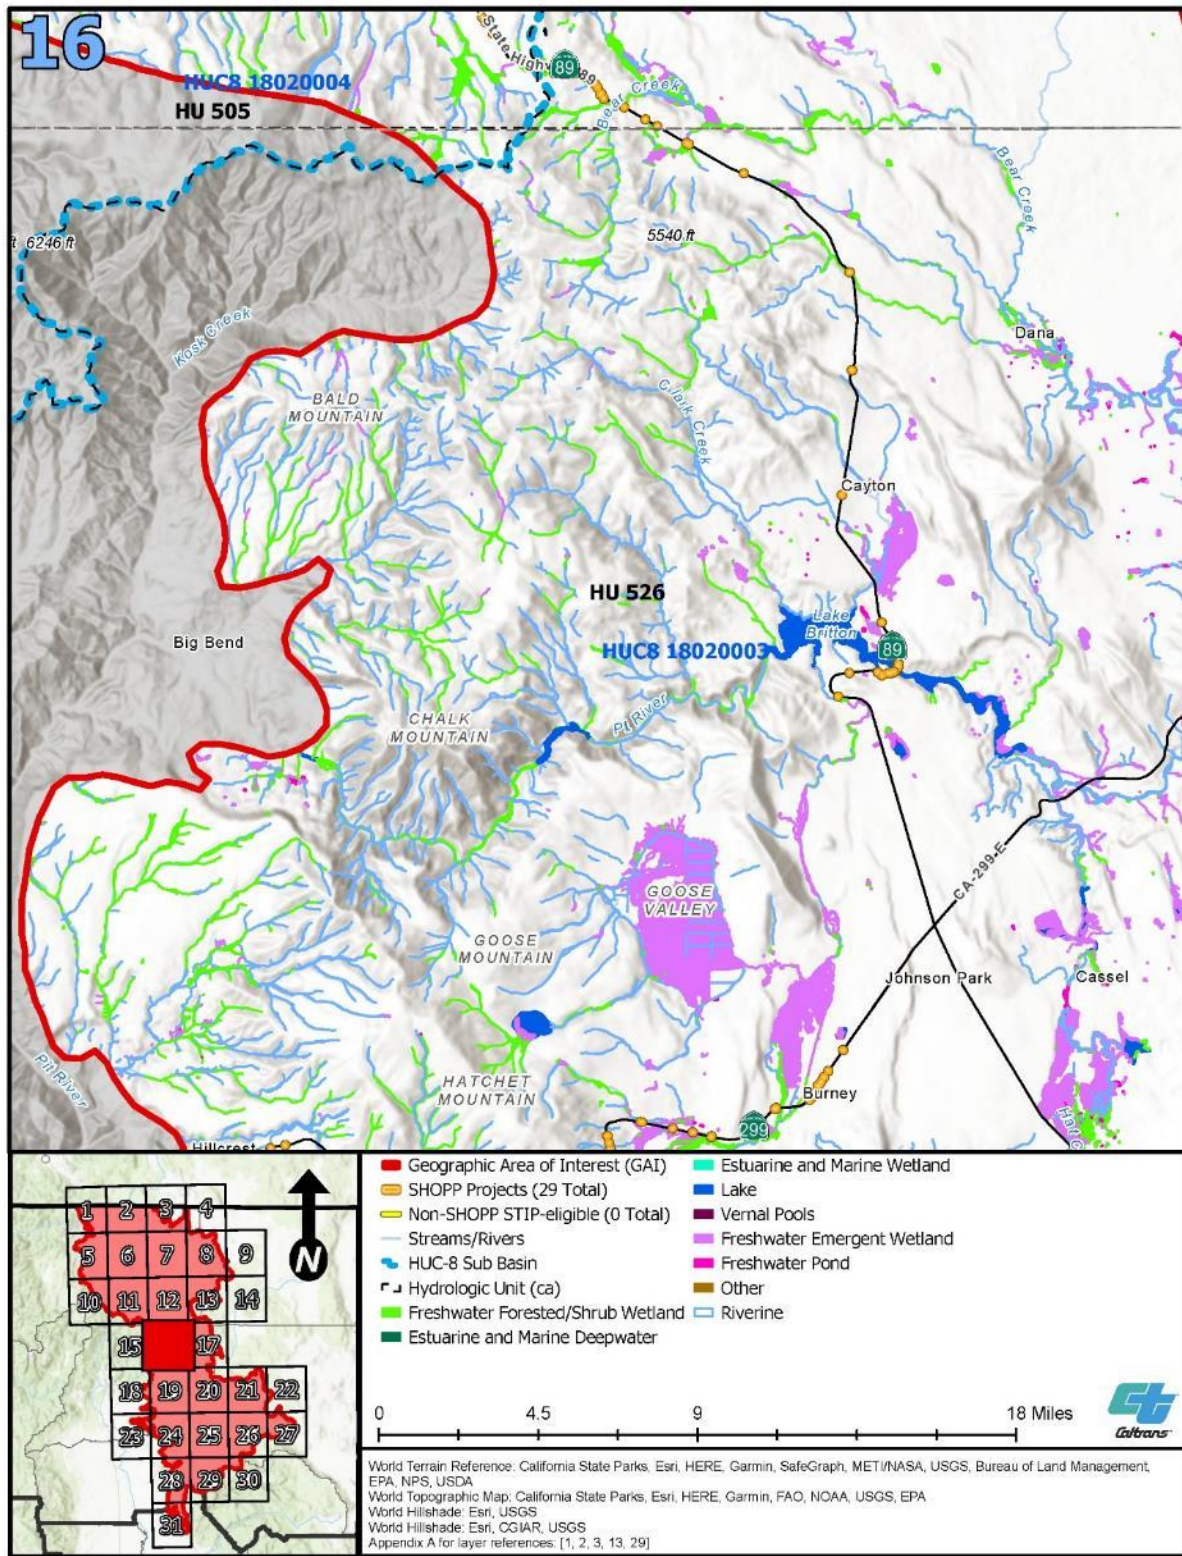 16
HUC8 18020004
HU 505
State High
89
89
Bear Creek
Bear Creek
ft 6246 ft
5540 ft
Kosk Creek
Dana
BALD
MOUNTAIN
Clark Creek
Cayton
HU 526
Lake
Britton
Big Bend
HUC8 18020003
89
CHALK
MOUNTAIN
Pit River
GOOSE
VALLEY
CA-299-E
GOOSE
MOUNTAIN
Johnson Park
Cassel
Pit River
HATCHET
MOUNTAIN
Burney
299
Hat C
Hillcrest
1 2 3 4
5 6 7 8 9
10 11 12 13 14
15 17
18 19 20 21 22
23 24 25 26 27
28 29 30
31
N
Geographic Area of Interest (GAI)
SHOPP Projects (29 Total)
Non-SHOPP STIP-eligible (0 Total)
Streams/Rivers
HUC-8 Sub Basin
Hydrologic Unit (ca)
Freshwater Forested/Shrub Wetland
Estuarine and Marine Deepwater
Estuarine and Marine Wetland
Lake
Vernal Pools
Freshwater Emergent Wetland
Freshwater Pond
Other
Riverine
0 4.5 9 18 Miles
Caltrans
World Terrain Reference: California State Parks, Esri, HERE, Garmin, SafeGraph, METI/NASA, USGS, Bureau of Land Management,
EPA, NPS, USDA
World Topographic Map: California State Parks, Esri, HERE, Garmin, FAO, NOAA, USGS, EPA
World Hillshade: Esri, USGS
World Hillshade: Esri, CGIAR, USGS
Appendix A for layer references: [1, 2, 3, 13, 29]